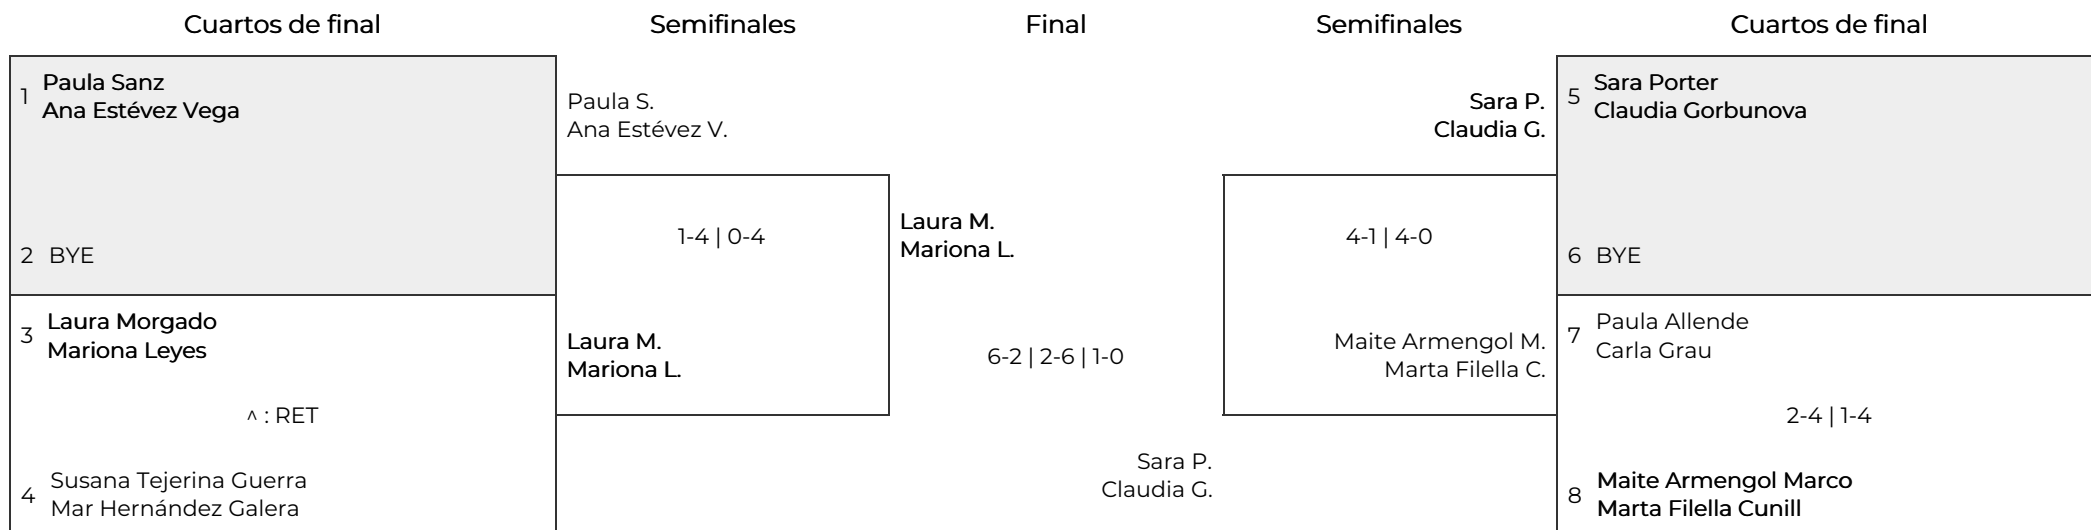 Cuartos de final
Semifinales
Final
Semifinales
Cuartos de final
1
Paula Sanz
Ana Estévez Vega
2 BYE
3
Laura Morgado
Mariona Leyes
^ : RET
4
Susana Tejerina Guerra
Mar Hernández Galera
Paula S.
Ana Estévez V.
1-4 | 0-4
Laura M.
Mariona L.
Laura M.
Mariona L.
6-2 | 2-6 | 1-0
Sara P.
Claudia G.
Sara P.
Claudia G.
4-1 | 4-0
Maite Armengol M.
Marta Filella C.
5
Sara Porter
Claudia Gorbunova
6 BYE
7
Paula Allende
Carla Grau
2-4 | 1-4
8
Maite Armengol Marco
Marta Filella Cunill